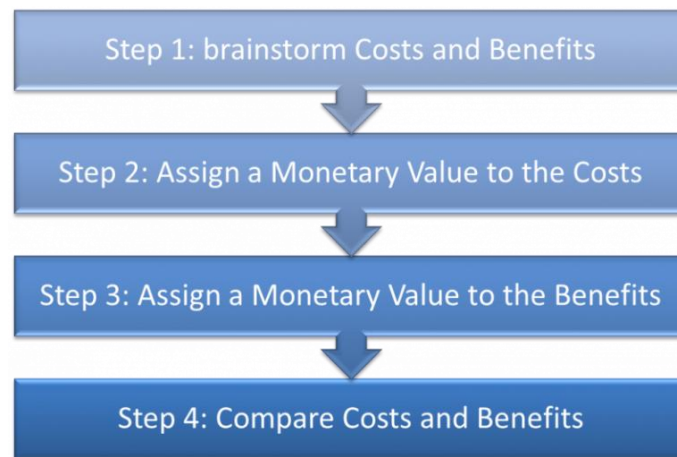 Step 1: brainstorm Costs and Benefits
Step 2: Assign a Monetary Value to the Costs
Step 3: Assign a Monetary Value to the Benefits
Step 4: Compare Costs and Benefits